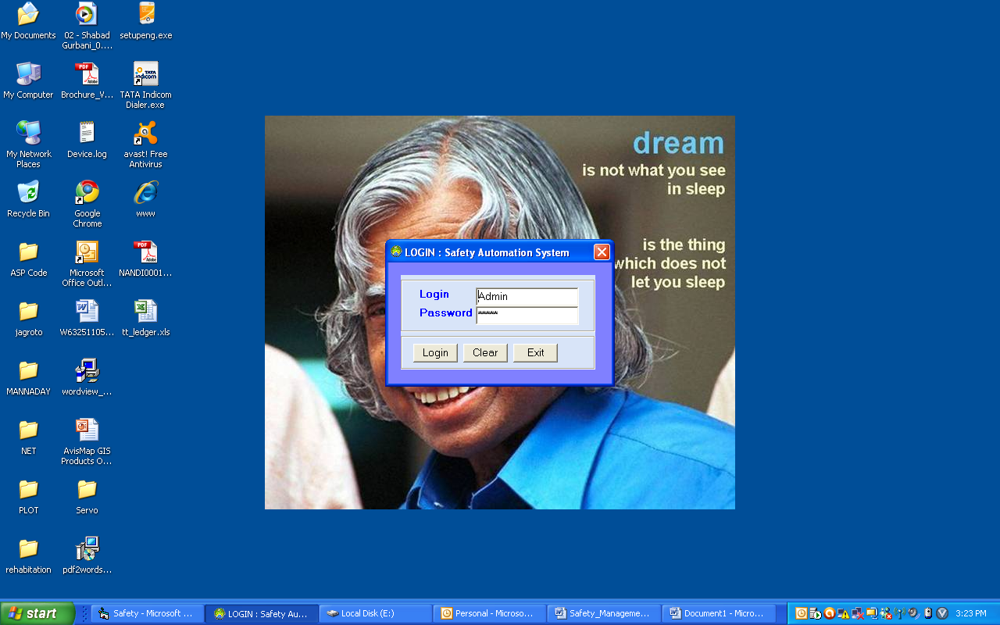 My Documents
02 - Shabad
Gurbani_0....
setupeng.exe
My Computer
Brochure_V...
TATA Indicom
Dialer.exe
My Network
Places
Device.log
avast! Free
Antivirus
Recycle Bin
Google
Chrome
www
ASP Code
Microsoft
Office Outl...
NANDI0001...
jagroto
W63251105...
tt_ledger.xls
MANNADAY
wordview_...
NET
AvisMap GIS
Products O...
PLOT
Servo
rehabitation
pdf2words...
dream
is not what you see
in sleep
is the thing
which does not
let you sleep
LOGIN : Safety Automation System
Login
Admin
Password
*****
Login Clear Exit
start
Safety - Microsoft ...
LOGIN : Safety Au...
Local Disk (E:)
Personal - Microso...
Safety_Manageme...
Document1 - Micro...
3:23 PM